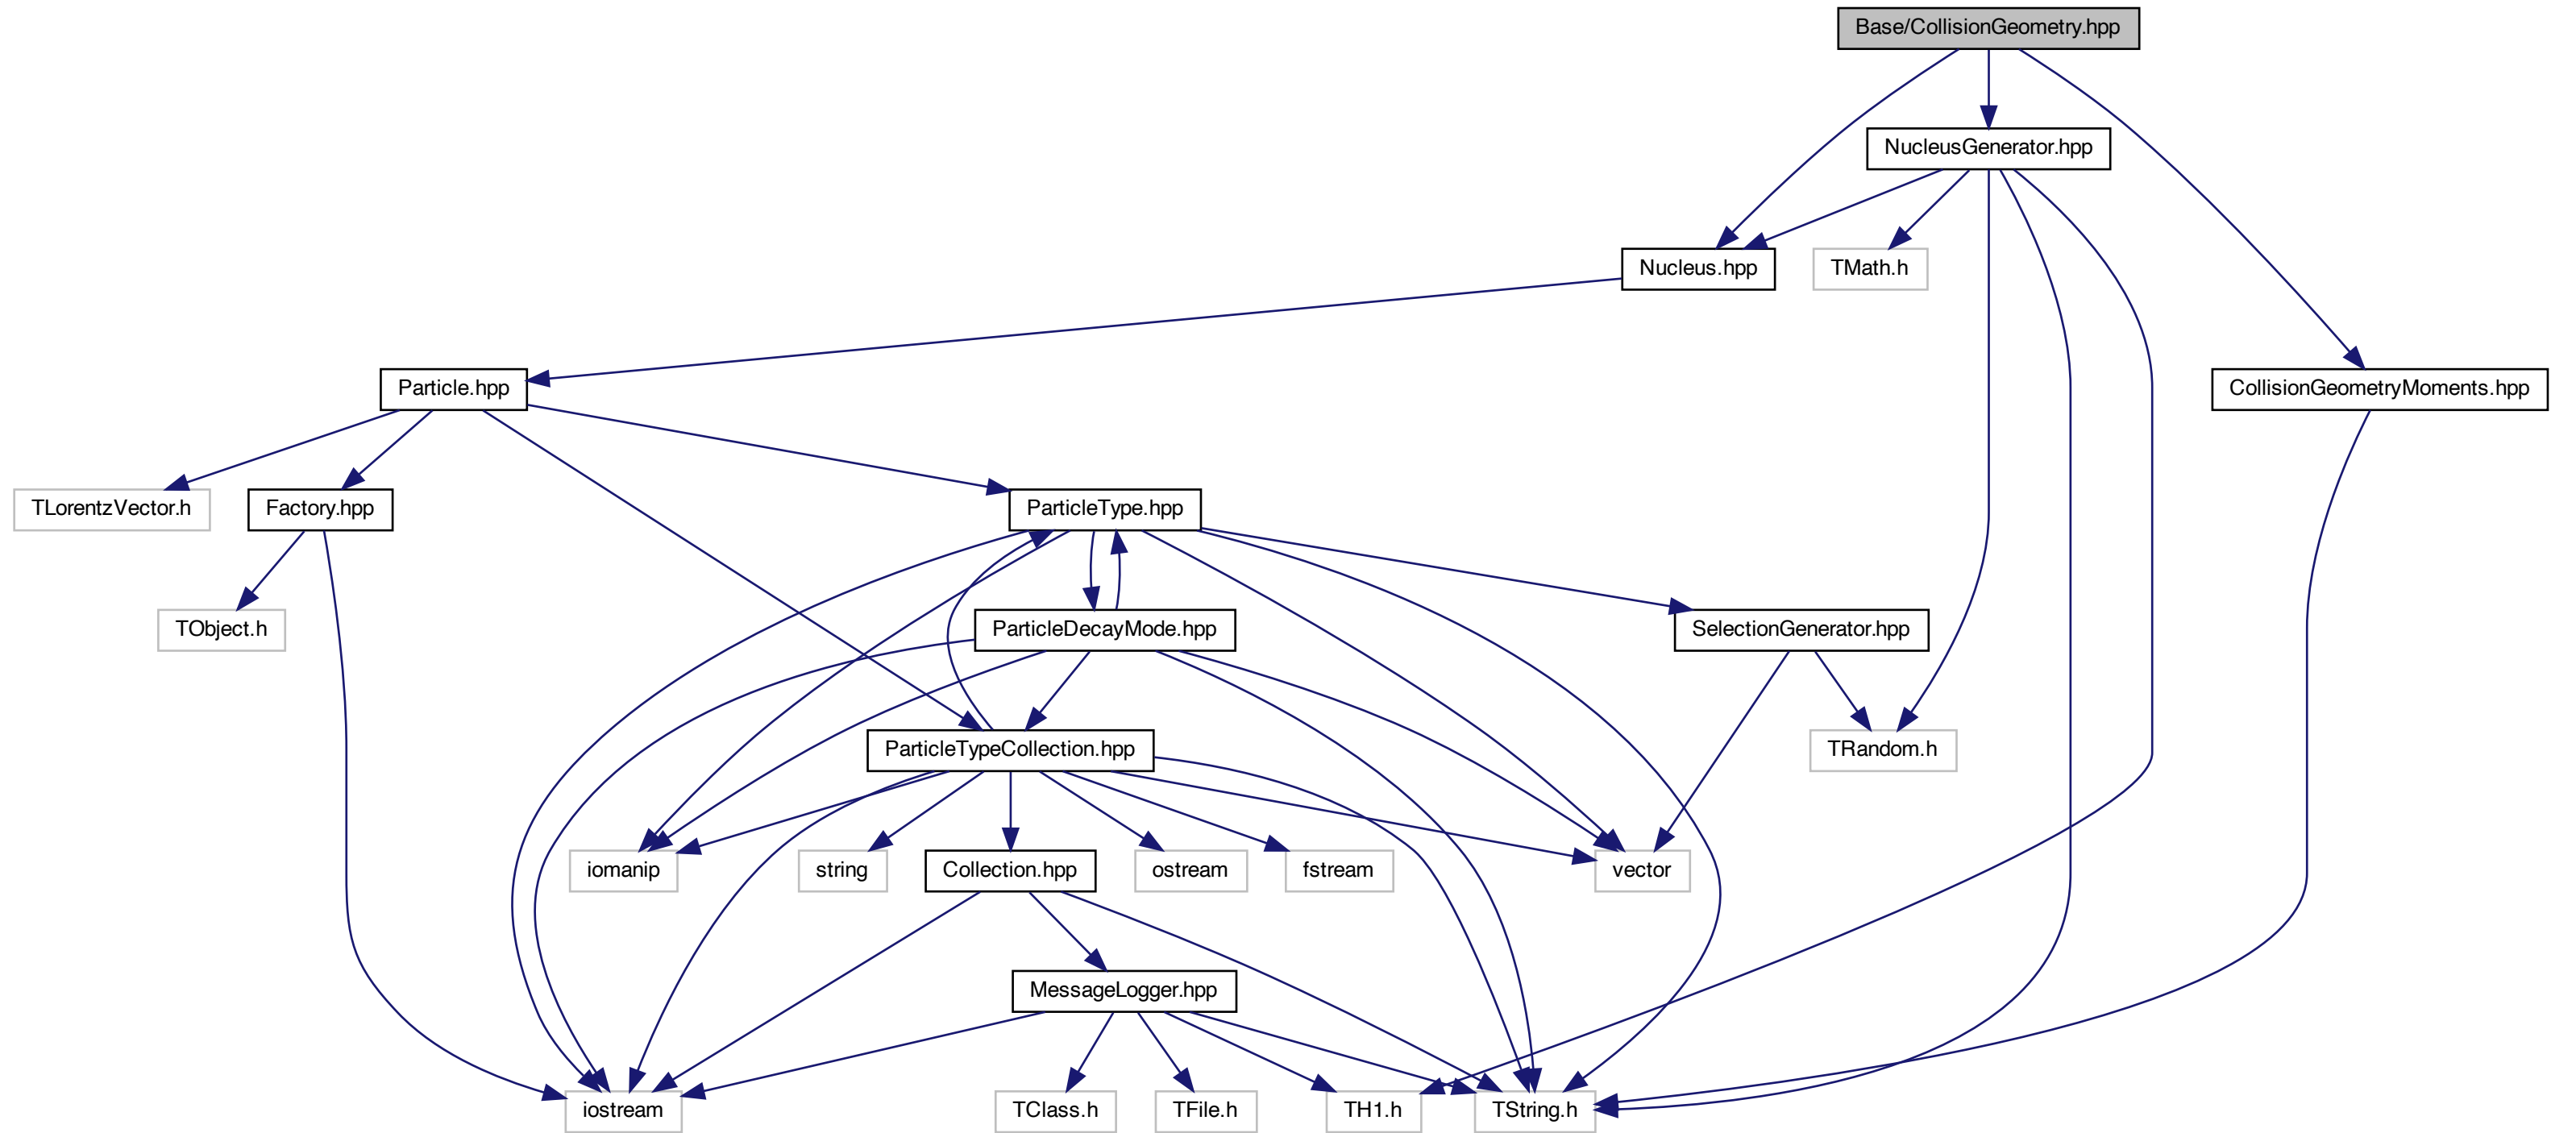 Base/CollisionGeometry.hpp
NucleusGenerator.hpp
Nucleus.hpp
TMath.h
Particle.hpp
CollisionGeometryMoments.hpp
TLorentzVector.h
Factory.hpp
ParticleType.hpp
TObject.h
ParticleDecayMode.hpp
SelectionGenerator.hpp
ParticleTypeCollection.hpp
TRandom.h
iomanip
string
Collection.hpp
ostream
fstream
vector
MessageLogger.hpp
iostream
TClass.h
TFile.h
TH1.h
TString.h